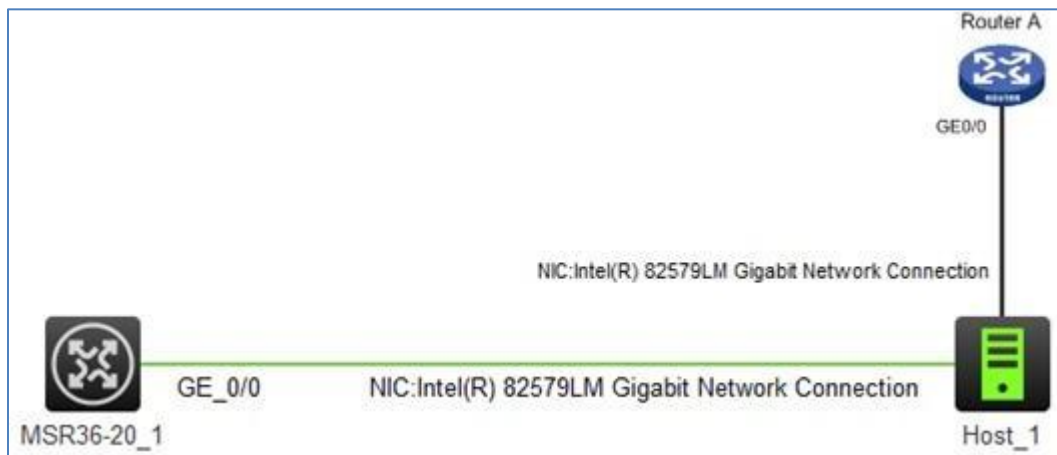 Router A
ROUTER
GE0/0
NIC:Intel(R) 82579LM Gigabit Network Connection
GE_0/0
NIC:Intel(R) 82579LM Gigabit Network Connection
MSR36-20_1
Host_1